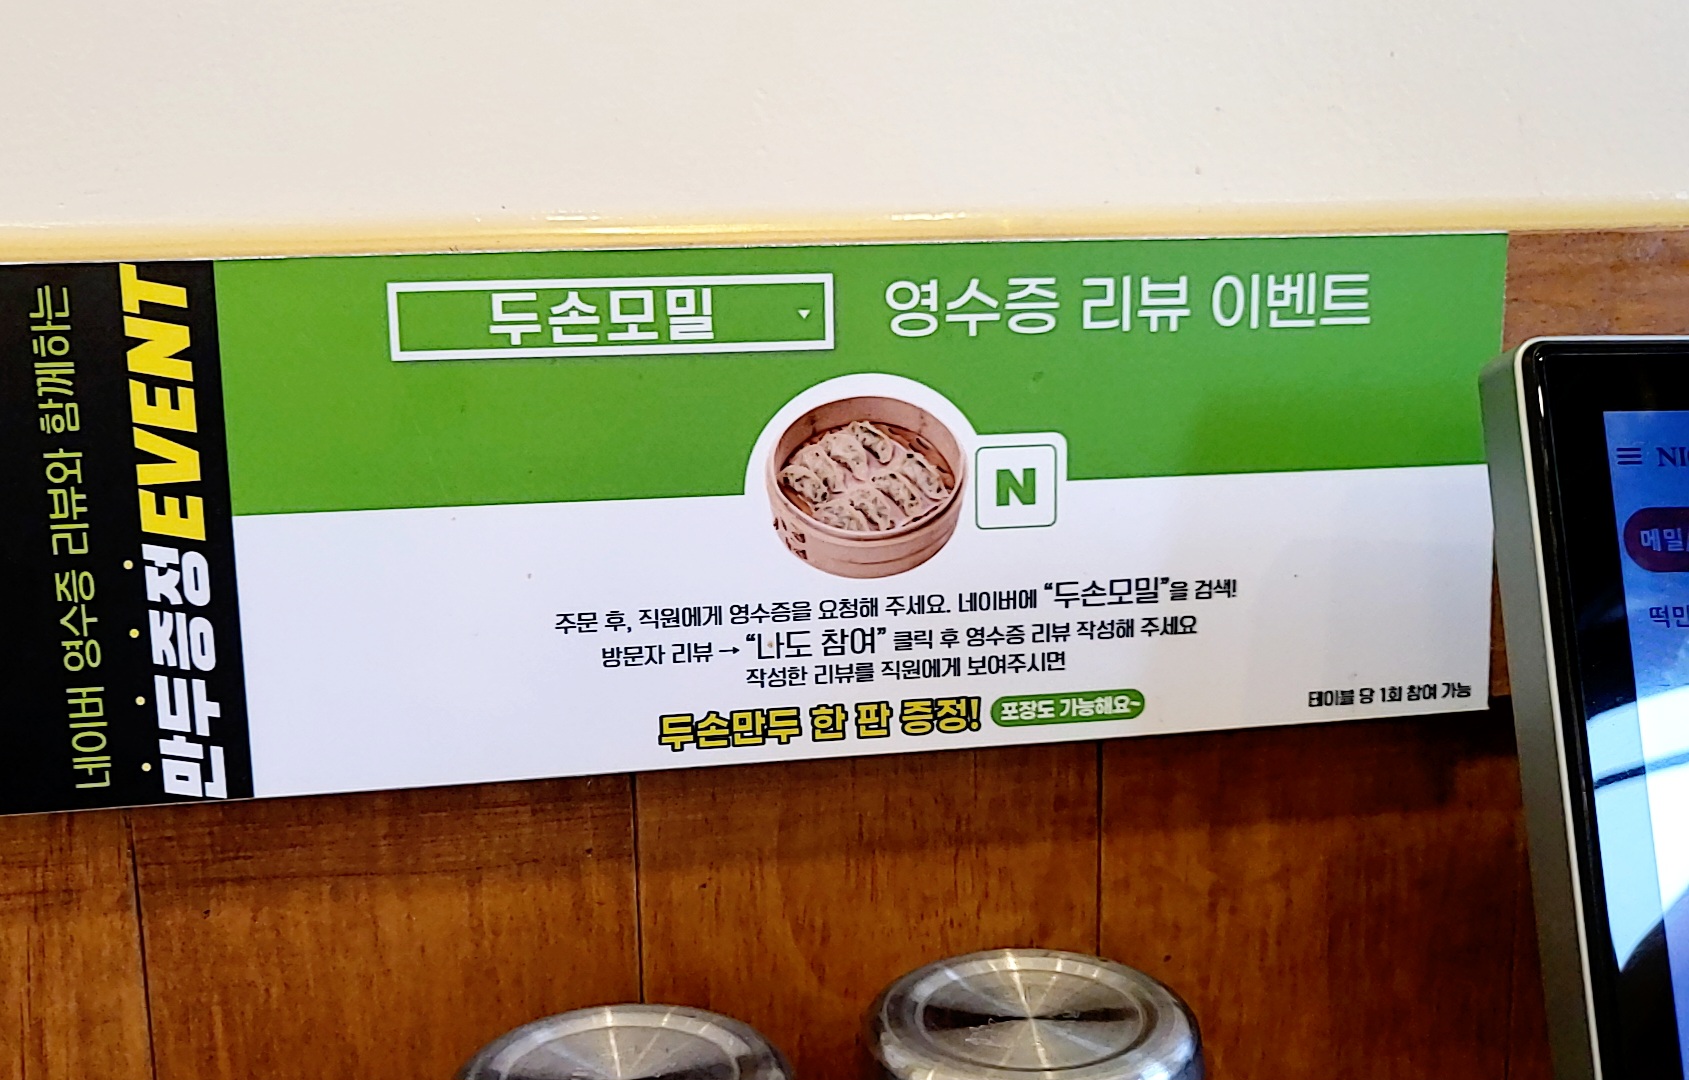 네이버 영수증 리뷰와 함께하는
만두증정 EVENT
두손모밀
영수증 리뷰 이벤트
N
주문 후, 직원에게 영수증을 요청해 주세요. 네이버에 “두손모밀”을 검색!
방문자 리뷰 → “나도 참여” 클릭 후 영수증 리뷰 작성해 주세요
작성한 리뷰를 직원에게 보여주시면
두손만두 한 판 증정! 포장도 가능해요~
테이블 당 1회 참여 가능